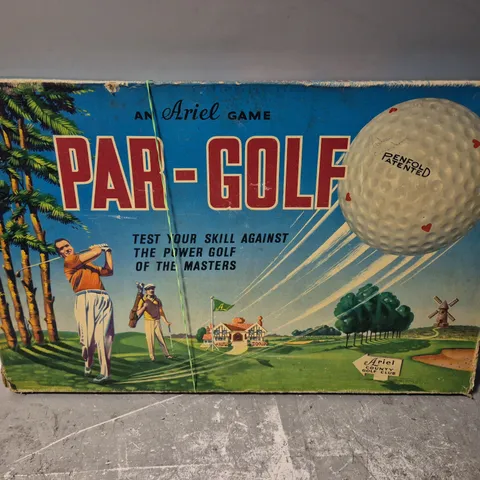 AN Ariel GAME
PAR-GOLF
PENFOLD
PATENTED
TEST YOUR SKILL AGAINST
THE POWER GOLF
OF THE MASTERS
Ariel
COUNTY
GOLF CLUB